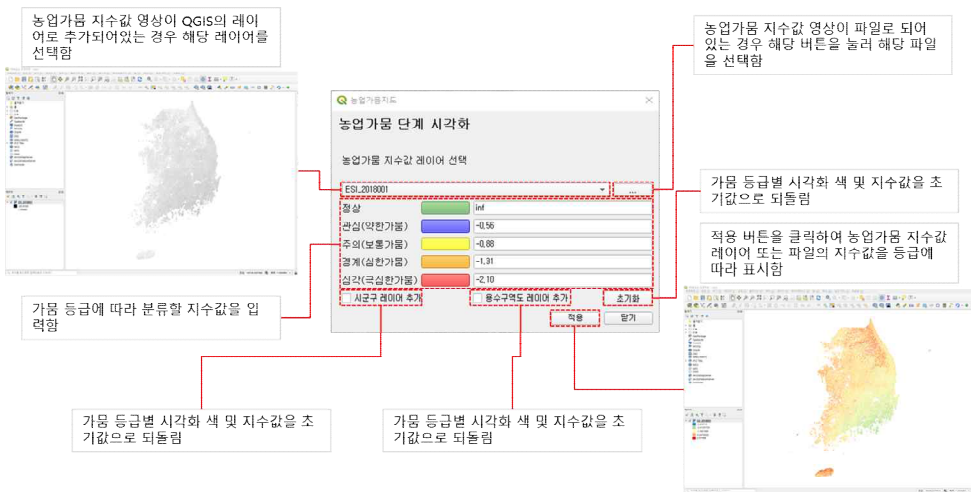 농업가뭄 지수값 영상이 QGIS의 레이
어로 추가되어있는 경우 해당 레이어를
선택함
농업가뭄 지수값 영상이 파일로 되어
있는 경우 해당 버튼을 눌러 해당 파일
을 선택함
농업가뭄지도
농업가뭄 단계 시각화
농업가뭄 지수값 레이어 선택
ESI_2018001
...
정상
inf
관심(약한가뭄)
-0,56
주의(보통가뭄)
-0,88
경계(심한가뭄)
-1,31
심각(극심한가뭄)
-2,10
시군구 레이어 추가
용수구역도 레이어 추가
초기화
적용
닫기
가뭄 등급별 시각화 색 및 지수값을 초
기값으로 되돌림
적용 버튼을 클릭하여 농업가뭄 지수값
레이어 또는 파일의 지수값을 등급에
따라 표시함
가뭄 등급에 따라 분류할 지수값을 입
력함
가뭄 등급별 시각화 색 및 지수값을 초
기값으로 되돌림
가뭄 등급별 시각화 색 및 지수값을 초
기값으로 되돌림